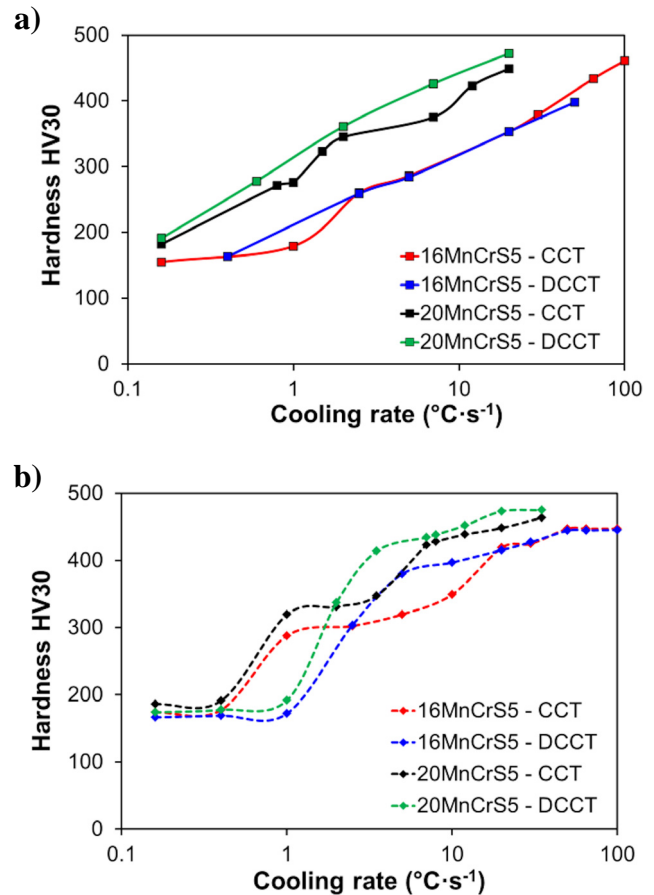 a)
500
400
300
200
100
0
Hardness HV30
16MnCrS5 - CCT
16MnCrS5 - DCCT
20MnCrS5 - CCT
20MnCrS5 - DCCT
0.1 1 10 100
Cooling rate (°C·s⁻¹)
b)
500
400
300
200
100
0
Hardness HV30
16MnCrS5 - CCT
16MnCrS5 - DCCT
20MnCrS5 - CCT
20MnCrS5 - DCCT
0.1 1 10 100
Cooling rate (°C·s⁻¹)